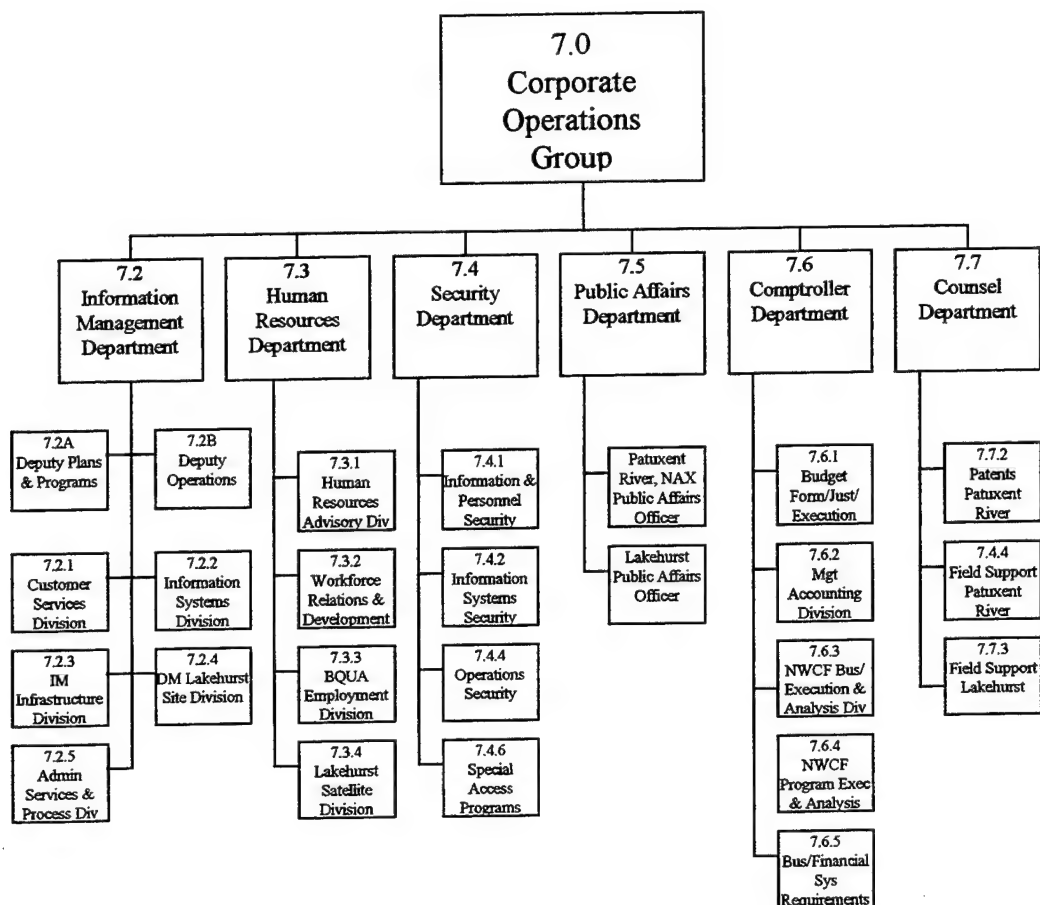 7.0
Corporate
Operations
Group
7.2
Information
Management
Department
7.3
Human
Resources
Department
7.4
Security
Department
7.5
Public Affairs
Department
7.6
Comptroller
Department
7.7
Counsel
Department
7.2A
Deputy Plans
& Programs
7.2B
Deputy
Operations
7.2.1
Customer
Services
Division
7.2.2
Information
Systems
Division
7.2.3
IM
Infrastructure
Division
7.2.4
DM Lakehurst
Site Division
7.2.5
Admin
Services &
Process Div
7.3.1
Human
Resources
Advisory Div
7.3.2
Workforce
Relations &
Development
7.3.3
BQUA
Employment
Division
7.3.4
Lakehurst
Satellite
Division
7.4.1
Information &
Personnel
Security
7.4.2
Information
Systems
Security
7.4.4
Operations
Security
7.4.6
Special
Access
Programs
Patuxent
River, NAX
Public Affairs
Officer
Lakehurst
Public Affairs
Officer
7.6.1
Budget
Form/Just/
Execution
7.6.2
Mgt
Accounting
Division
7.6.3
NWCF Bus/
Execution &
Analysis Div
7.6.4
NWCF
Program Exec
& Analysis
7.6.5
Bus/Financial
Sys
Requirements
7.7.2
Patents
Patuxent
River
7.4.4
Field Support
Patuxent
River
7.7.3
Field Support
Lakehurst